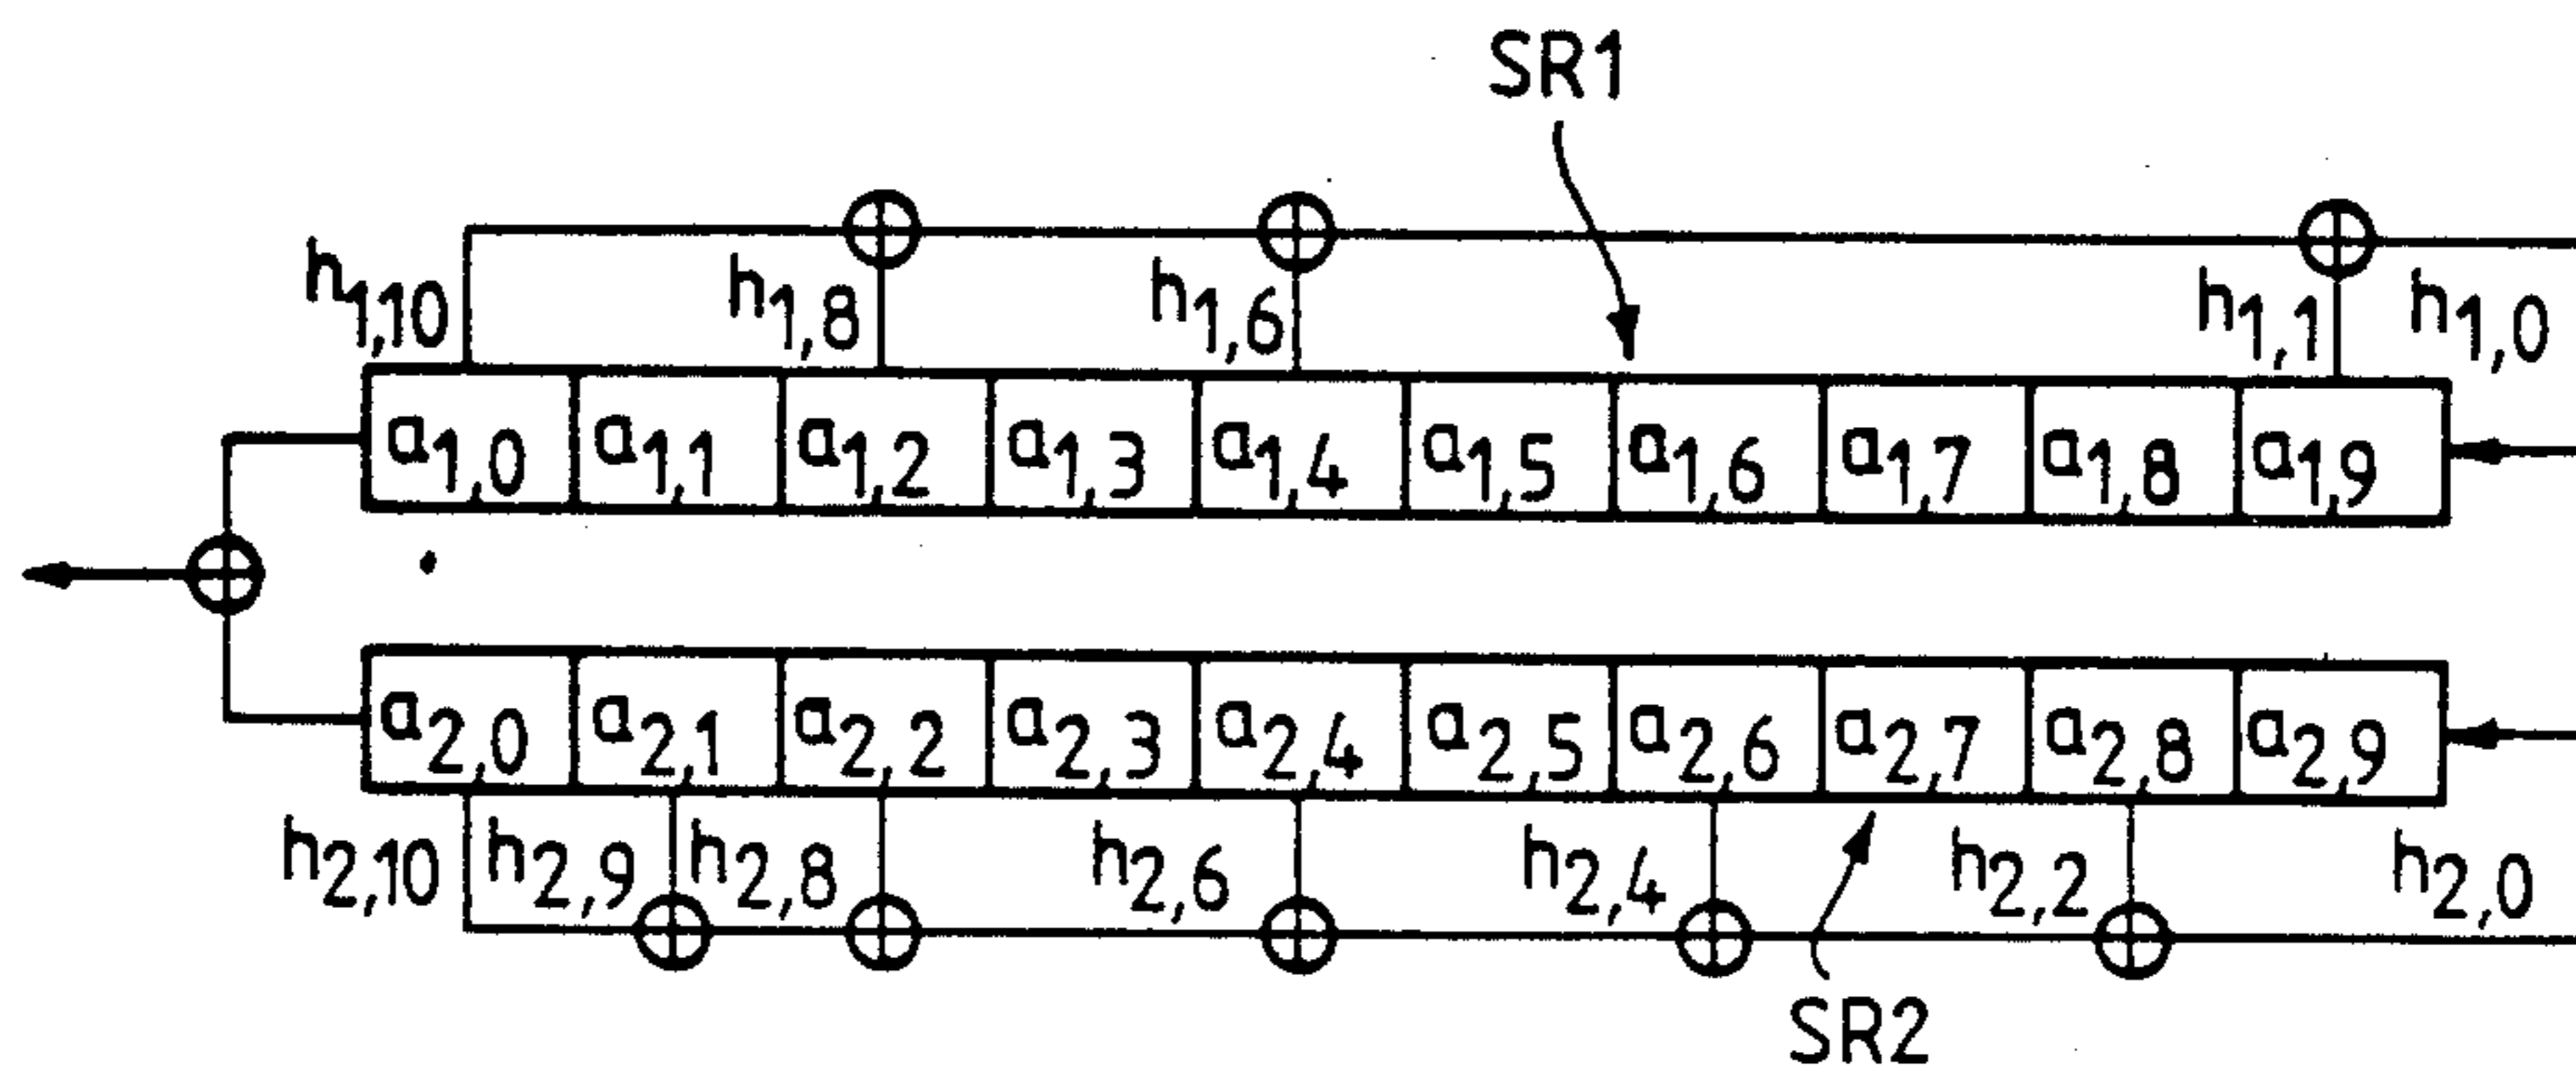 SR1
h1,10 h1,8 h1,6 h1,1 h1,0
a1,0 a1,1 a1,2 a1,3 a1,4 a1,5 a1,6 a1,7 a1,8 a1,9
a2,0 a2,1 a2,2 a2,3 a2,4 a2,5 a2,6 a2,7 a2,8 a2,9
h2,10 h2,9 h2,8 h2,6 h2,4 h2,2 h2,0
SR2